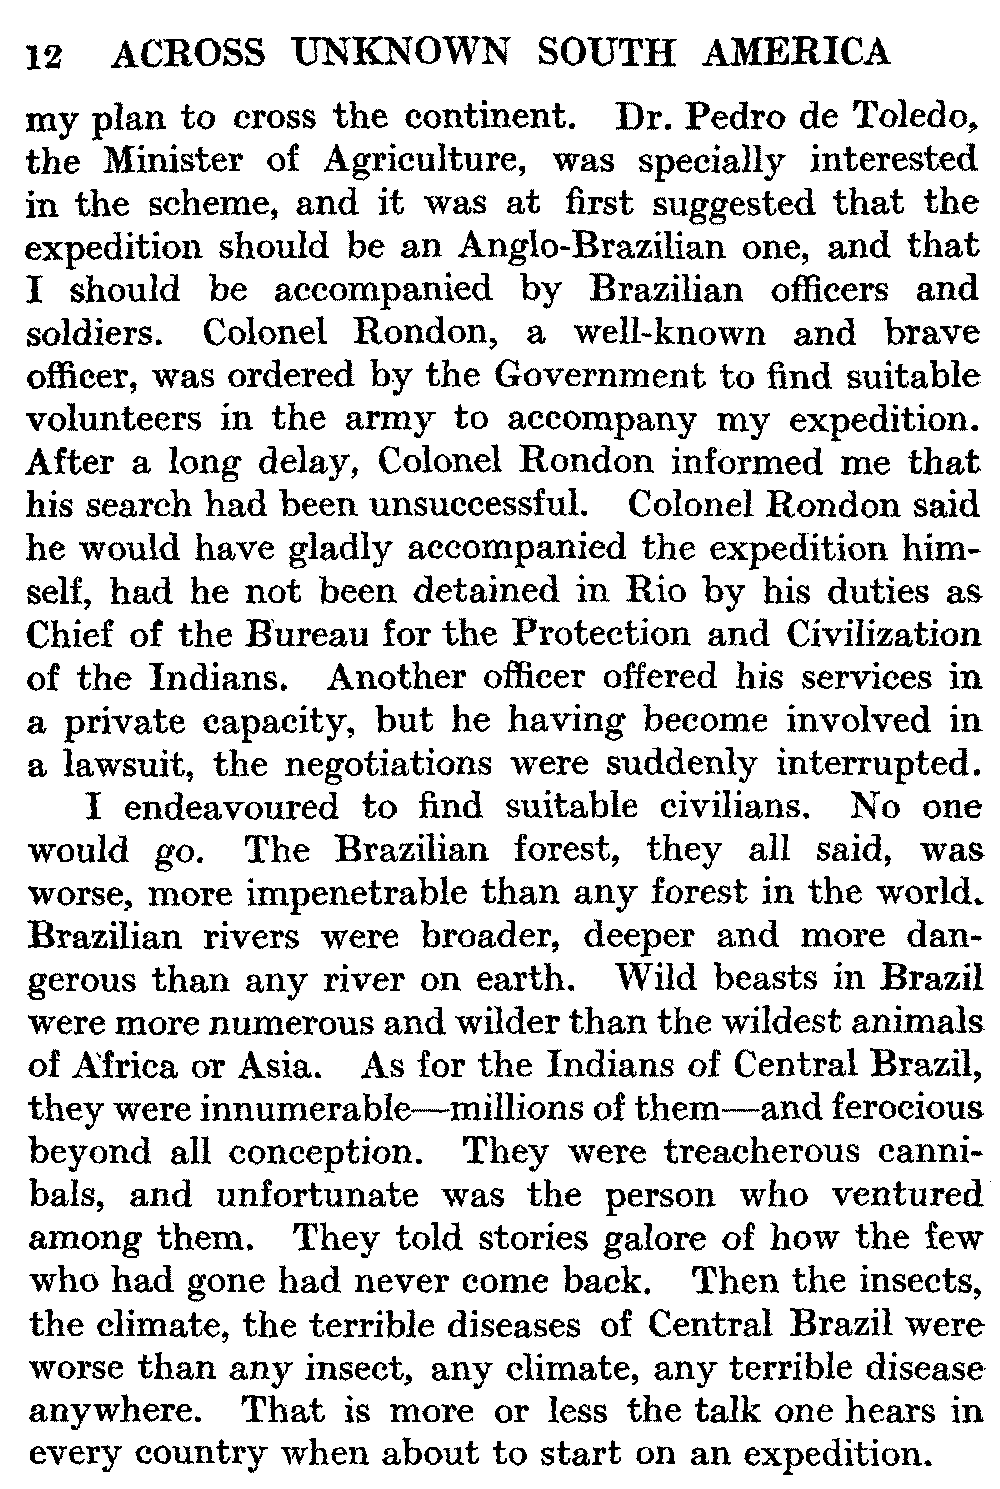 12 ACROSS UNKNOWN SOUTH AMERICA
my plan to cross the continent. Dr. Pedro de Toledo,
the Minister of Agriculture, was specially interested
in the scheme, and it was at first suggested that the
expedition should be an Anglo-Brazilian one, and that
I should be accompanied by Brazilian officers and
soldiers. Colonel Rondon, a well-known and brave
officer, was ordered by the Government to find suitable
volunteers in the army to accompany my expedition.
After a long delay, Colonel Rondon informed me that
his search had been unsuccessful. Colonel Rondon said
he would have gladly accompanied the expedition him-
self, had he not been detained in Rio by his duties as
Chief of the Bureau for the Protection and Civilization
of the Indians. Another officer offered his services in
a private capacity, but he having become involved in
a lawsuit, the negotiations were suddenly interrupted.
I endeavoured to find suitable civilians. No one
would go. The Brazilian forest, they all said, was
worse, more impenetrable than any forest in the world.
Brazilian rivers were broader, deeper and more dan-
gerous than any river on earth. Wild beasts in Brazil
were more numerous and wilder than the wildest animals
of Africa or Asia. As for the Indians of Central Brazil,
they were innumerable—millions of them—and ferocious
beyond all conception. They were treacherous canni-
bals, and unfortunate was the person who ventured
among them. They told stories galore of how the few
who had gone had never come back. Then the insects,
the climate, the terrible diseases of Central Brazil were
worse than any insect, any climate, any terrible disease
anywhere. That is more or less the talk one hears in
every country when about to start on an expedition.